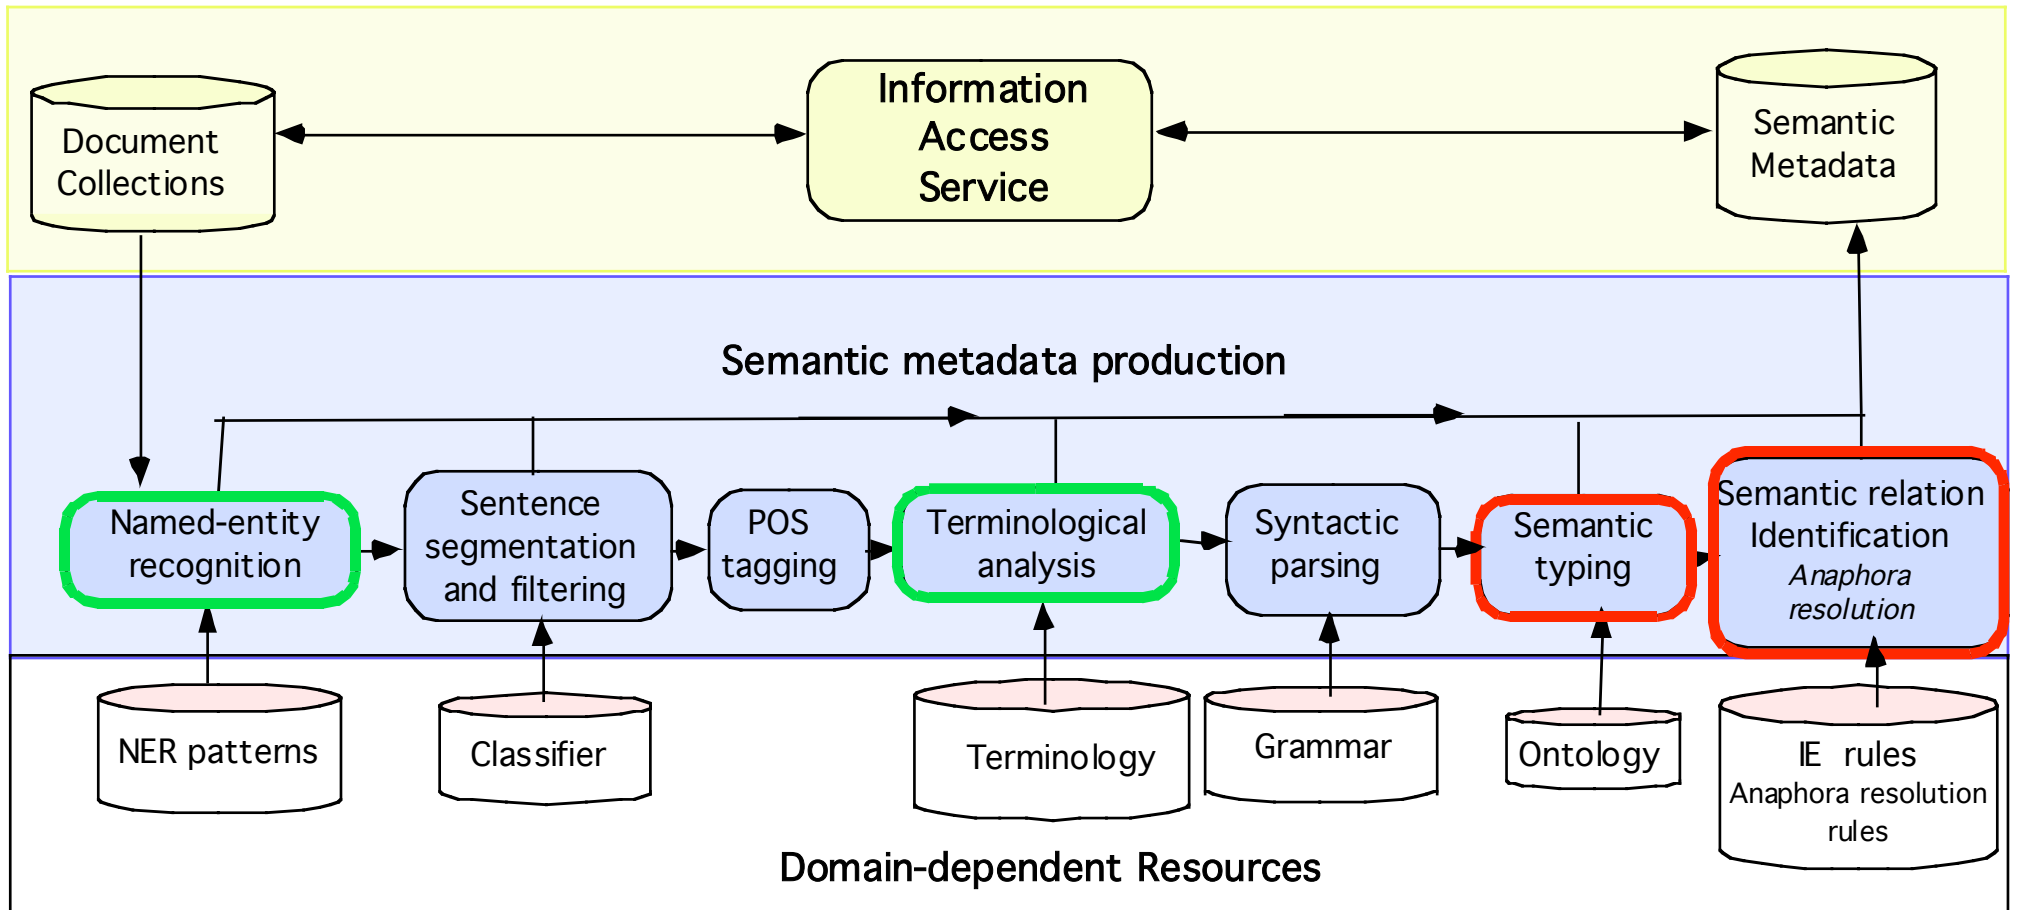 Document
Collections
Information
Access
Service
Semantic
Metadata
Semantic metadata production
Named-entity
recognition
Sentence
segmentation
and filtering
POS
tagging
Terminological
analysis
Syntactic
parsing
Semantic
typing
Semantic relation
Identification
Anaphora
resolution
NER patterns
Classifier
Terminology
Grammar
Ontology
IE rules
Anaphora resolution
rules
Domain-dependent Resources